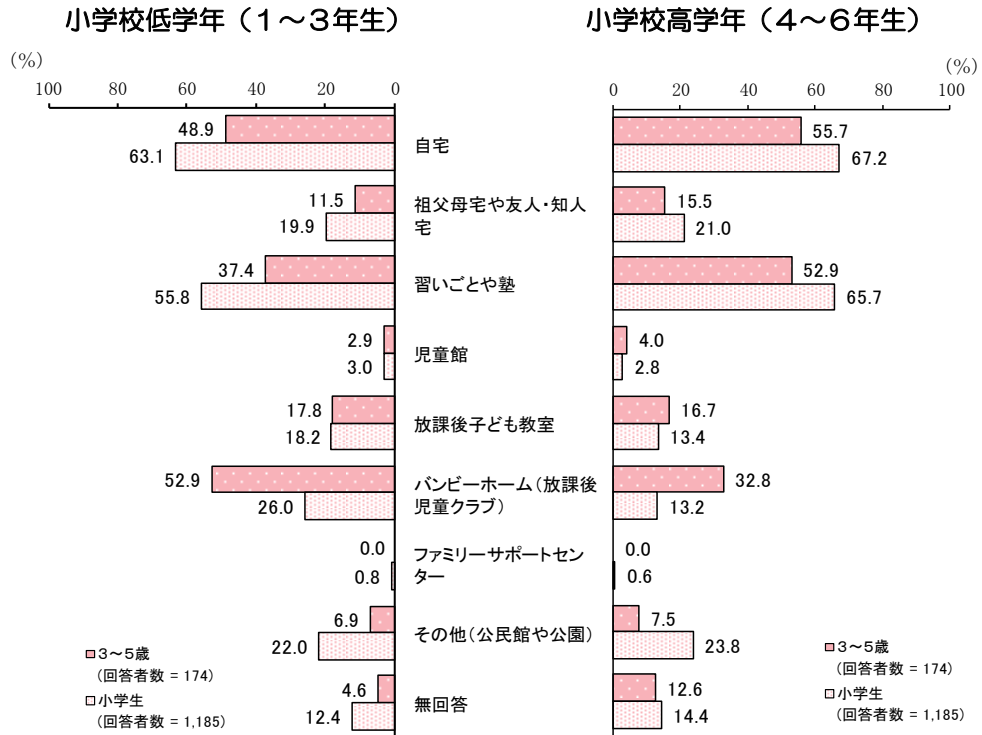 小学校低学年（１～３年生）
小学校高学年（４～６年生）
(%)
100 80 60 40 20 0
(%)
0 20 40 60 80 100
48.9
63.1
自宅
55.7
67.2
11.5
19.9
祖父母宅や友人・知人
宅
15.5
21.0
37.4
55.8
習いごとや塾
52.9
65.7
2.9
3.0
児童館
4.0
2.8
17.8
18.2
放課後子ども教室
16.7
13.4
52.9
26.0
バンビーホーム（放課後
児童クラブ）
32.8
13.2
0.0
0.8
ファミリーサポートセン
ター
0.0
0.6
6.9
22.0
その他（公民館や公園）
7.5
23.8
4.6
12.4
無回答
12.6
14.4
３～５歳
（回答者数 = 174）
小学生
（回答者数 = 1,185）
３～５歳
（回答者数 = 174）
小学生
（回答者数 = 1,185）